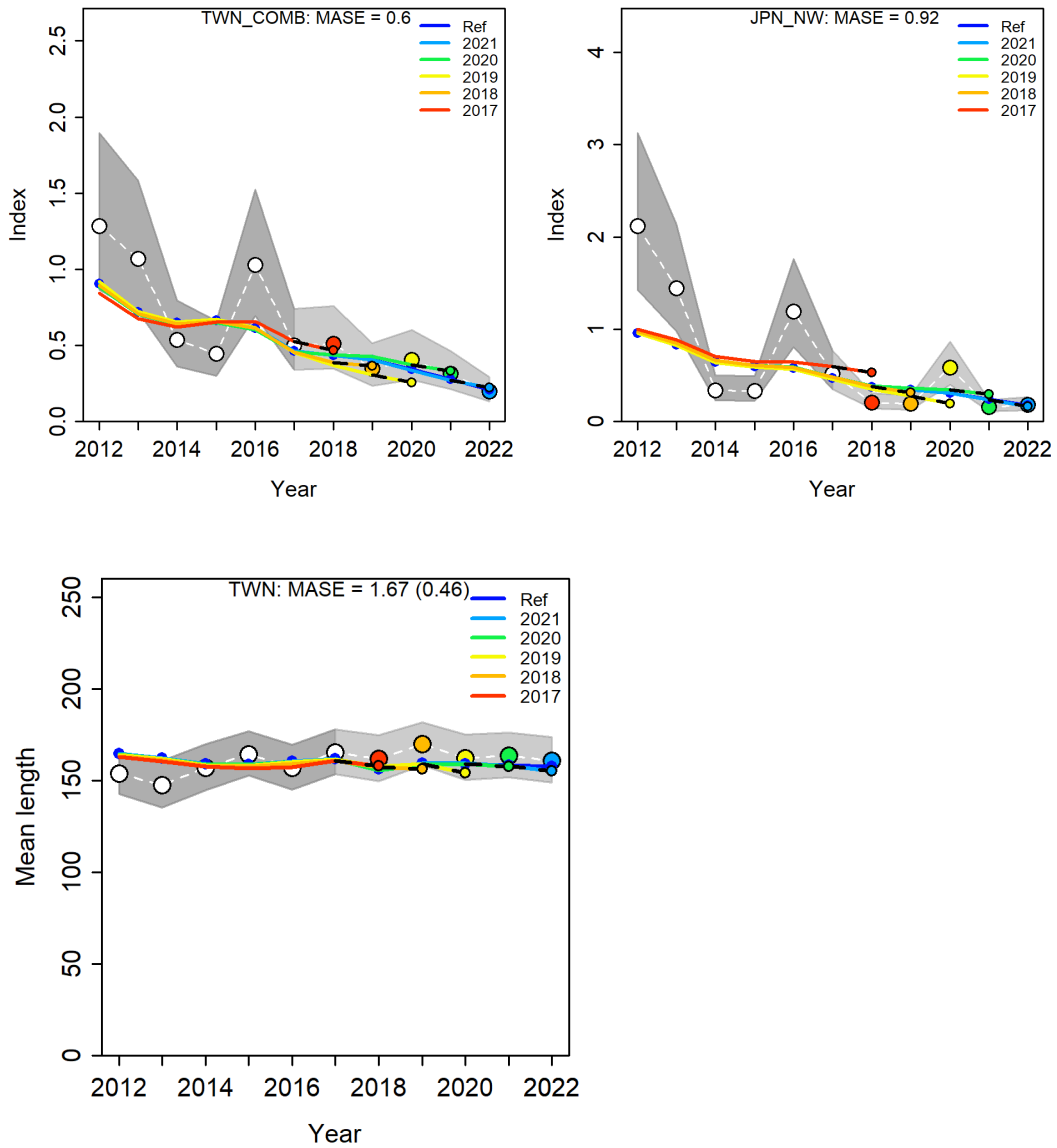 TWN_COMB: MASE = 0.6
Ref
2021
2020
2019
2018
2017
2.5
2.0
1.5
1.0
0.5
0.0
Index
2012 2014 2016 2018 2020 2022
Year
JPN_NW: MASE = 0.92
Ref
2021
2020
2019
2018
2017
4
3
2
1
0
Index
2012 2014 2016 2018 2020 2022
Year
TWN: MASE = 1.67 (0.46)
Ref
2021
2020
2019
2018
2017
250
200
150
100
50
0
Mean length
2012 2014 2016 2018 2020 2022
Year